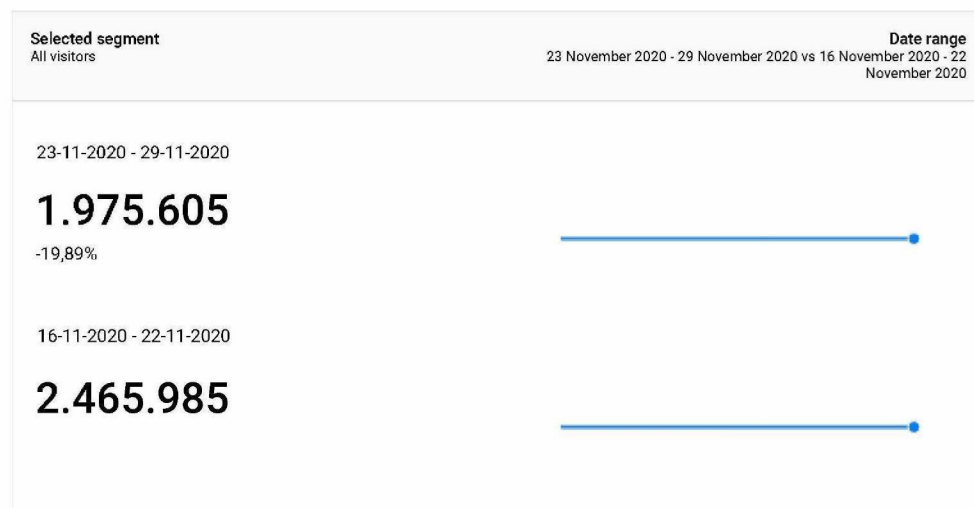 Selected segment
All visitors
Date range
23 November 2020 - 29 November 2020 vs 16 November 2020 - 22
November 2020
23-11-2020 - 29-11-2020
1.975.605
-19,89%
16-11-2020 - 22-11-2020
2.465.985